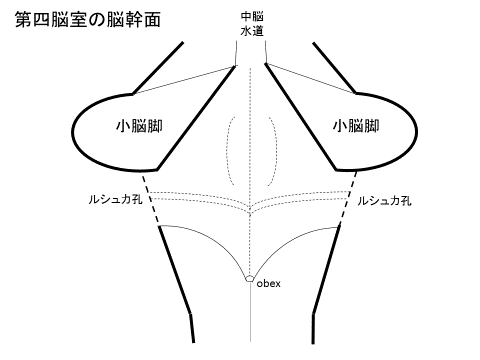 第四脳室の脳幹面
中脳
水道
小脳脚
小脳脚
ルシュカ孔
ルシュカ孔
obex